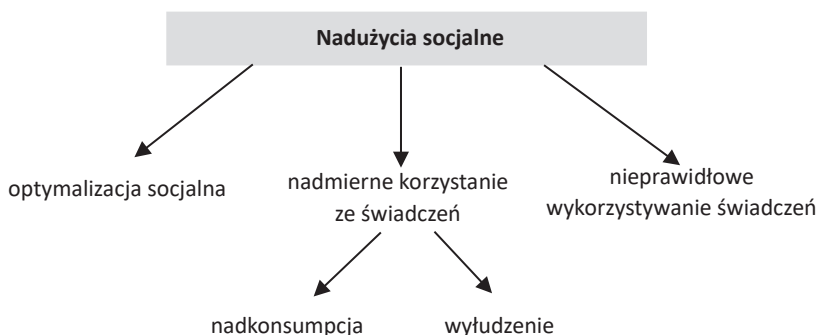 Nadużycia socjalne
optymalizacja socjalna
nadmierne korzystanie
ze świadczeń
nieprawidłowe
wykorzystywanie świadczeń
nadkonsumpcja
wyłudzenie